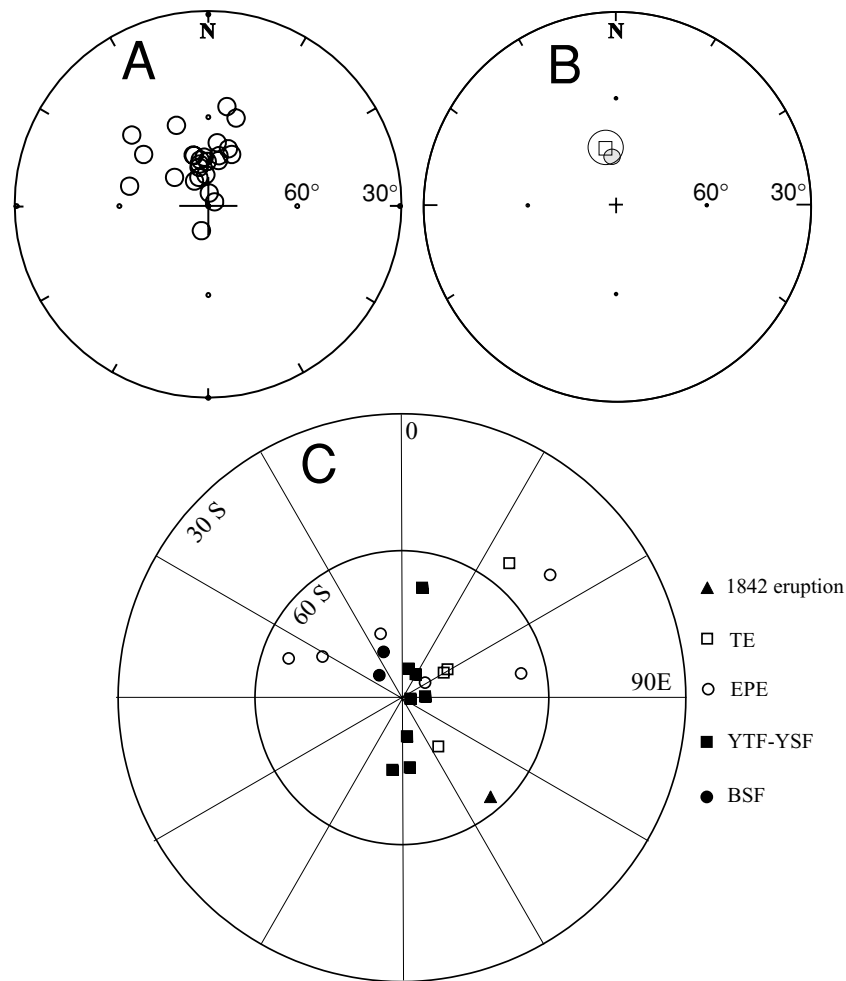 N
A
60°
30°
N
B
60°
30°
0
C
30 S
60 S
90E
1842 eruption
TE
EPE
YTF-YSF
BSF